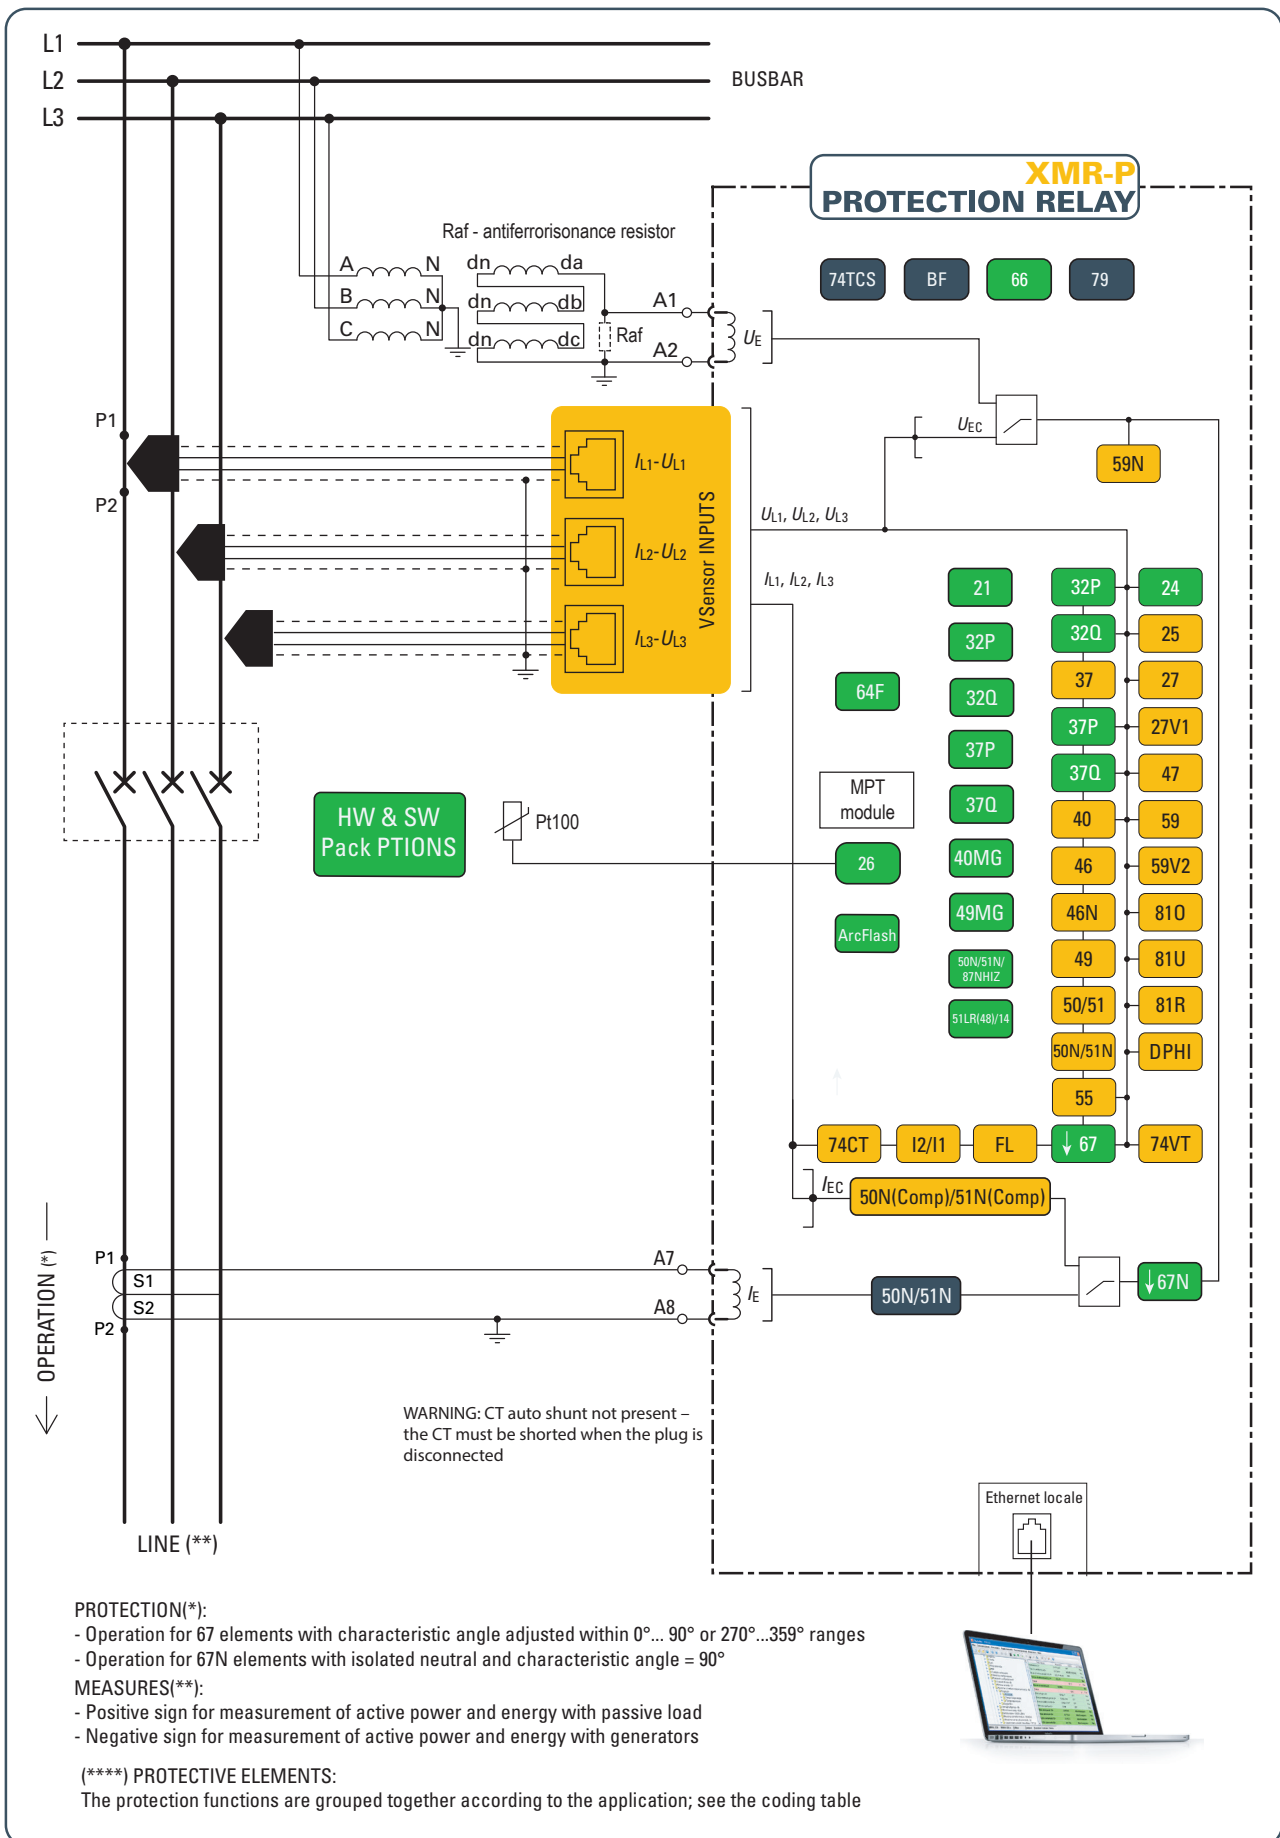 L1
L2
BUSBAR
L3
XMR-P
PROTECTION RELAY
Raf - antiferrorisonance resistor
74TCS
BF
66
79
A
N
dn
da
B
N
dn
db
C
N
dn
dc
Raf
A1
A2
UE
UEC
59N
P1
P2
IL1-UL1
IL2-UL2
IL3-UL3
VSensor INPUTS
UL1, UL2, UL3
IL1, IL2, IL3
21
32P
24
32P
32Q
25
64F
32Q
37
27
37P
37P
27V1
MPT
module
37Q
37Q
47
HW & SW
Pack PTIONS
Pt100
40
59
26
40MG
46
59V2
49MG
46N
81O
ArcFlash
50N/51N/
87NHIZ
49
81U
51LR(48)/14
50/51
81R
50N/51N
DPHI
55
74CT
I2/I1
FL
67
74VT
IEC
50N(Comp)/51N(Comp)
OPERATION (*)
P1
S1
S2
P2
A7
A8
IE
50N/51N
67N
WARNING: CT auto shunt not present –
the CT must be shorted when the plug is
disconnected
Ethernet locale
LINE (**)
PROTECTION(*):
- Operation for 67 elements with characteristic angle adjusted within 0°... 90° or 270°...359° ranges
- Operation for 67N elements with isolated neutral and characteristic angle = 90°
MEASURES(**):
- Positive sign for measurement of active power and energy with passive load
- Negative sign for measurement of active power and energy with generators
(****) PROTECTIVE ELEMENTS:
The protection functions are grouped together according to the application; see the coding table